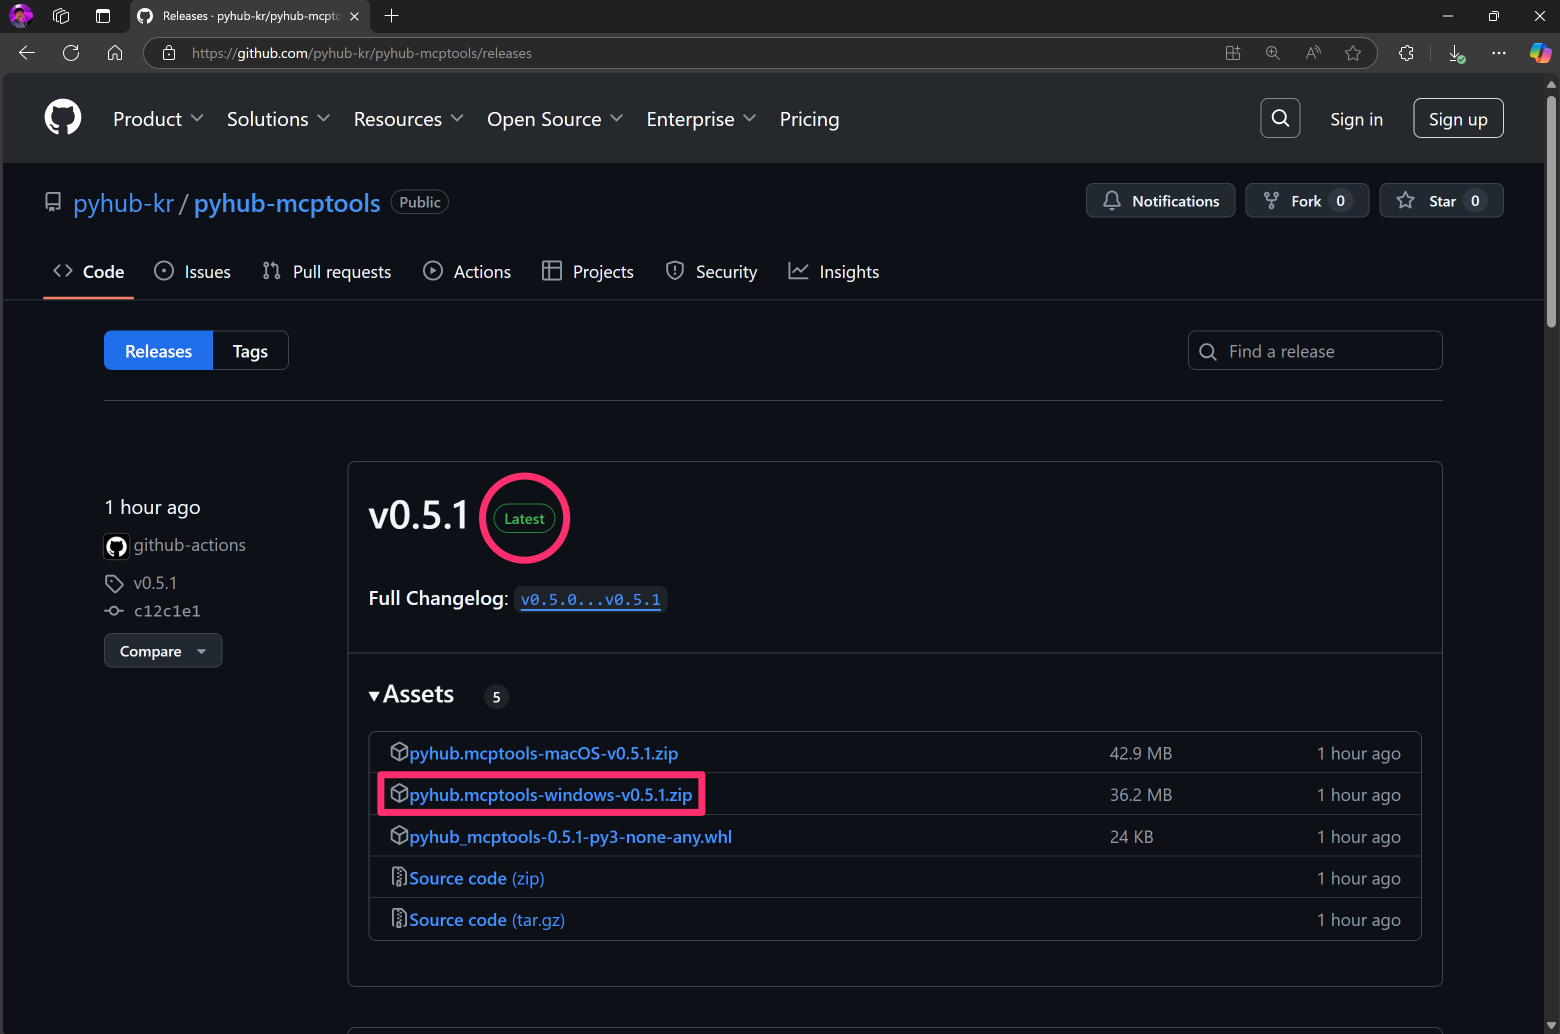 Releases · pyhub-kr/pyhub-mcpto
https://github.com/pyhub-kr/pyhub-mcptools/releases
Product Solutions Resources Open Source Enterprise Pricing Sign in Sign up
pyhub-kr / pyhub-mcptools Public Notifications Fork 0 Star 0
Code Issues Pull requests Actions Projects Security Insights
Releases Tags Find a release
1 hour ago
github-actions
v0.5.1
c12c1e1
Compare
v0.5.1 Latest
Full Changelog: v0.5.0...v0.5.1
Assets 5
pyhub.mcptools-macOS-v0.5.1.zip 42.9 MB 1 hour ago
pyhub.mcptools-windows-v0.5.1.zip 36.2 MB 1 hour ago
pyhub_mcptools-0.5.1-py3-none-any.whl 24 KB 1 hour ago
Source code (zip) 1 hour ago
Source code (tar.gz) 1 hour ago